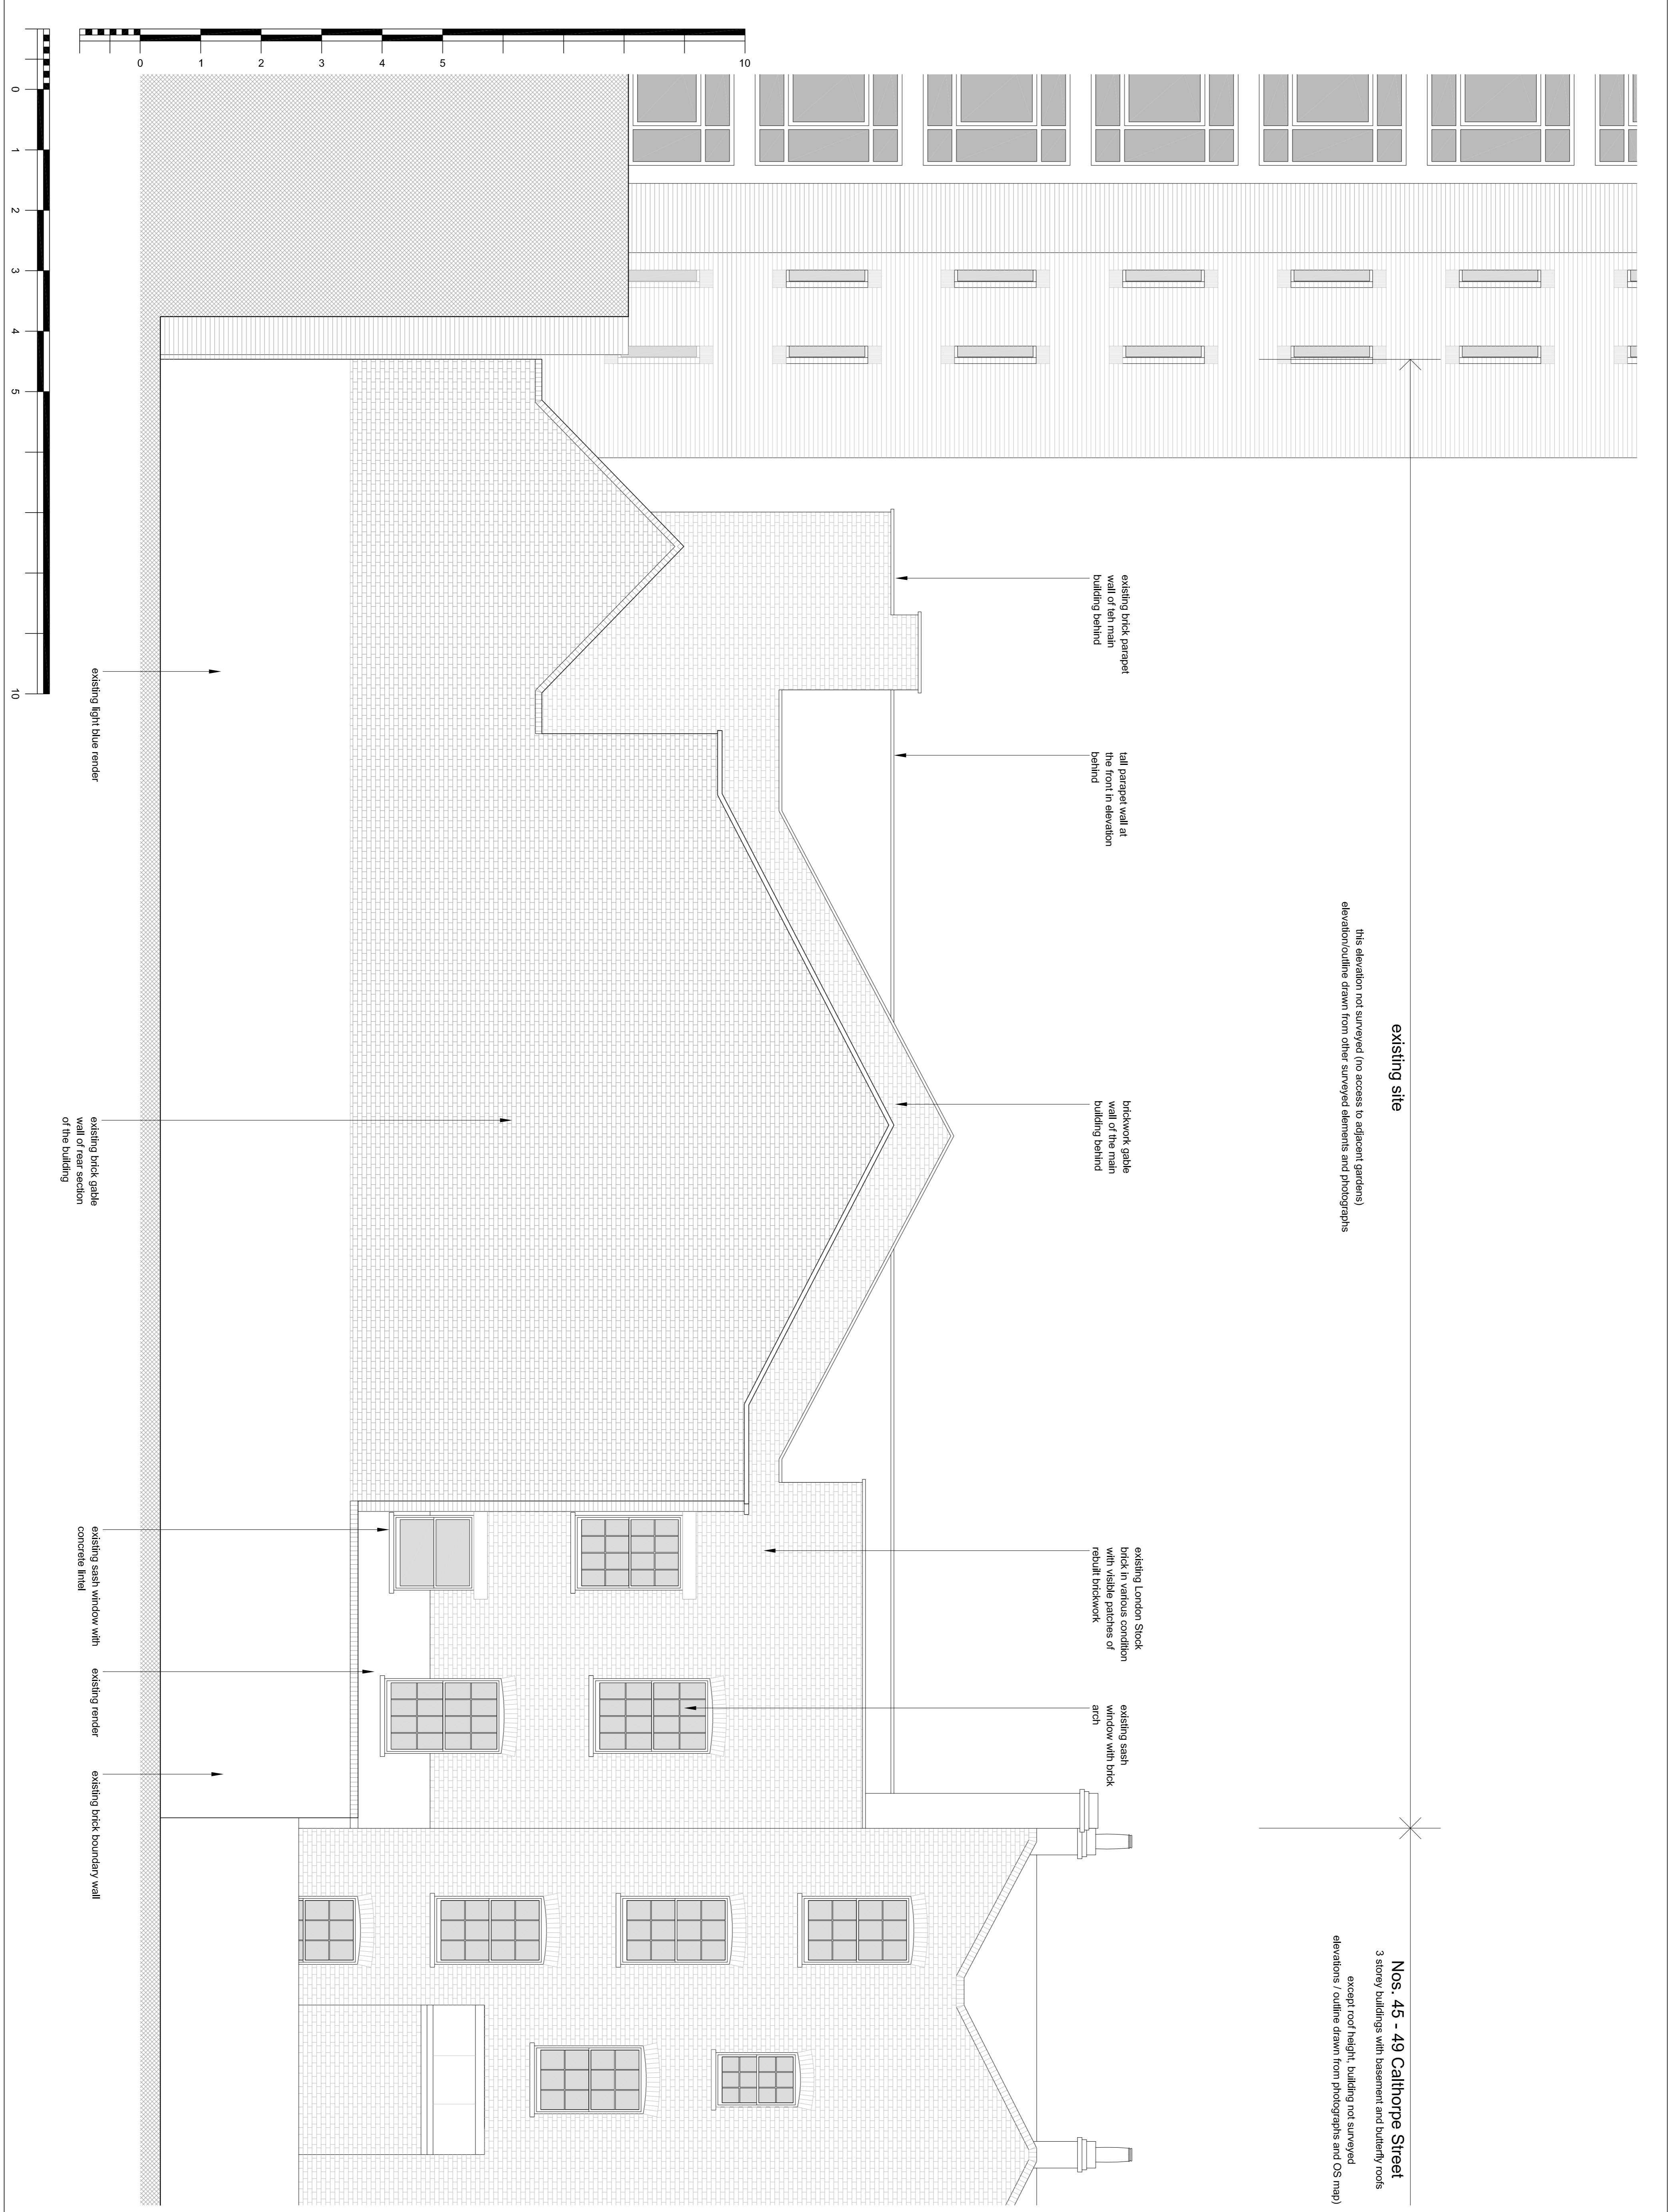 existing site
this elevation not surveyed (no access to adjacent gardens)
elevation/outline drawn from other surveyed elements and photographs
Nos. 45 - 49 Calthorpe Street
3 storey buildings with basement and butterfly roofs
except roof height, building not surveyed
elevations / outline drawn from photographs and OS map)
existing brick parapet
wall of teh main
building behind
tall parapet wall at
the front in elevation
behind
brickwork gable
wall of the main
building behind
existing London Stock
brick in various condition
with visible patches of
rebuilt brickwork
existing sash
window with brick
arch
existing light blue render
existing brick gable
wall of rear section
of the building
existing sash window with
concrete lintel
existing render
existing brick boundary wall
10
5
4
3
2
1
0
0
1
2
3
4
5
10